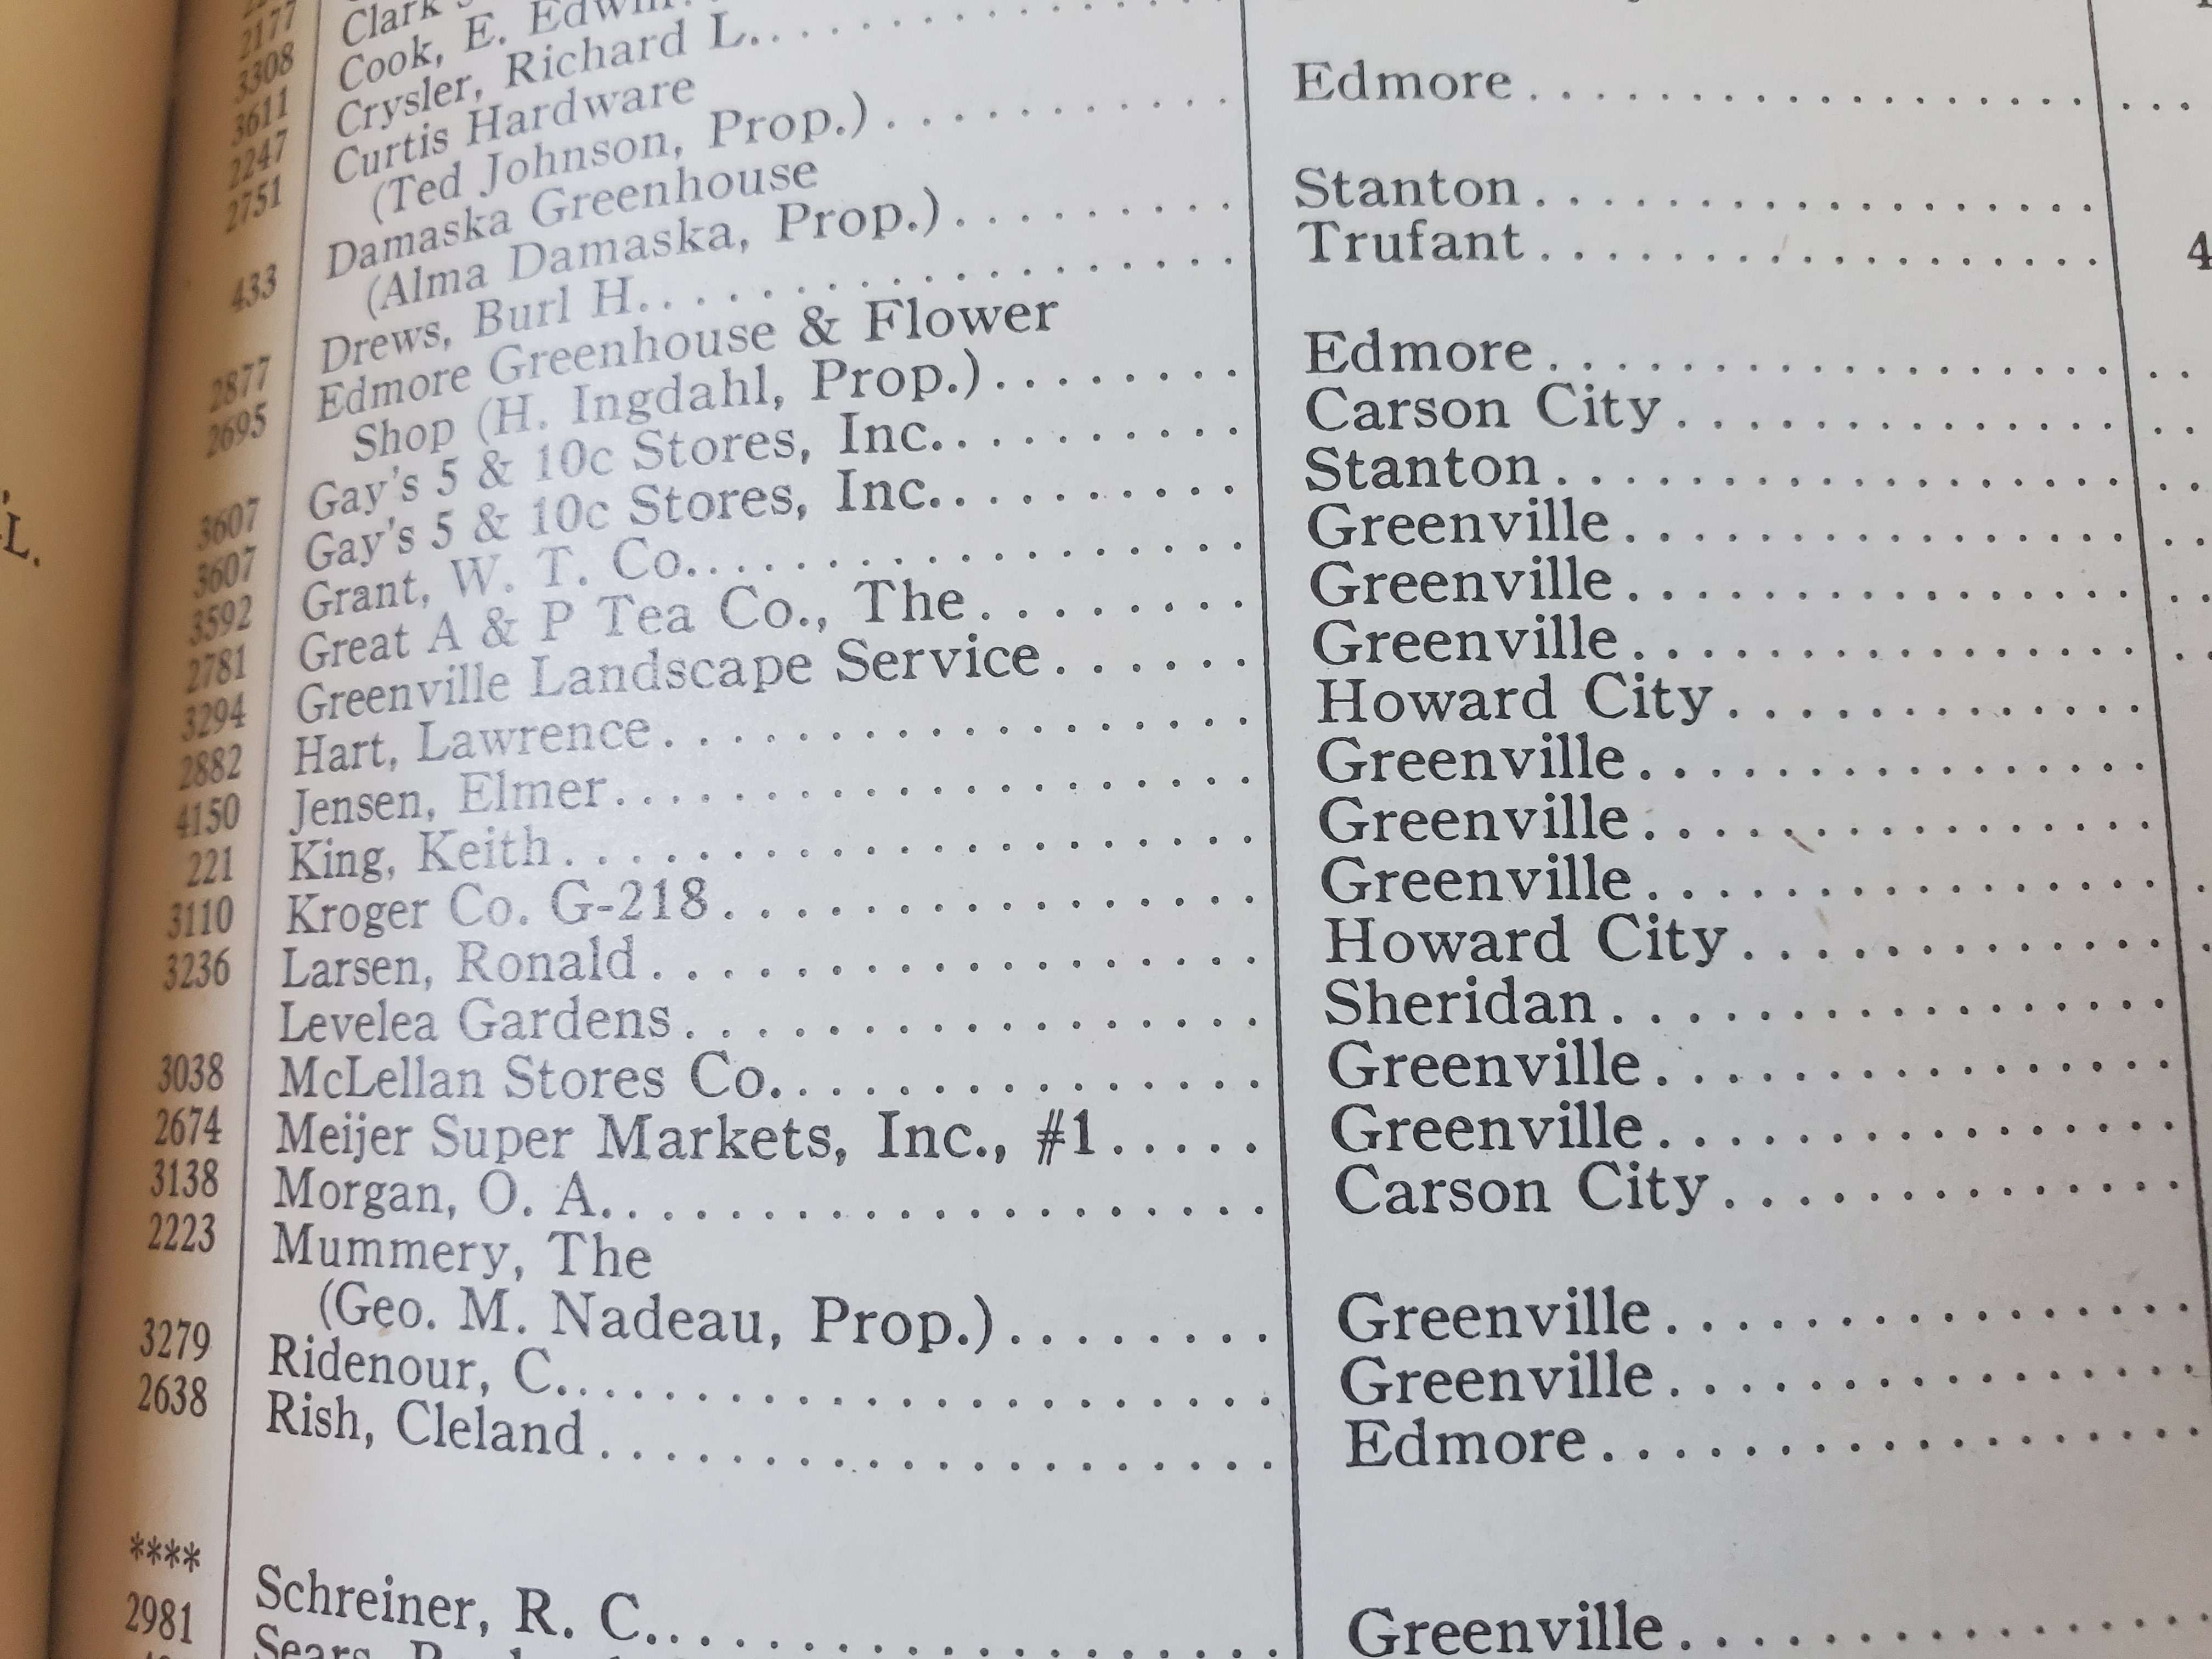 2177
3308 Clark
3611 Cook, E.
2247 Crysler, Richard L.
2751 Curtis Hardware
(Ted Johnson, Prop.) Edmore
433 Damaska Greenhouse
(Alma Damaska, Prop.) Stanton
2877 Drews, Burl H. Trufant 4
2695 Edmore Greenhouse & Flower
Shop (H. Ingdahl, Prop.) Edmore
3607 Gay's 5 & 10c Stores, Inc. Carson City
3607 Gay's 5 & 10c Stores, Inc. Stanton
3592 Grant, W. T. Co. Greenville
2781 Great A & P Tea Co., The Greenville
3294 Greenville Landscape Service Greenville
2882 Hart, Lawrence Howard City
4150 Jensen, Elmer Greenville
221 King, Keith Greenville
3110 Kroger Co. G-218 Greenville
3236 Larsen, Ronald Howard City
Levelea Gardens Sheridan
3038 McLellan Stores Co. Greenville
2674 Meijer Super Markets, Inc., #1 Greenville
3138 Morgan, O. A. Carson City
2223 Mummery, The
(Geo. M. Nadeau, Prop.) Greenville
3279 Ridenour, C. Greenville
2638 Rish, Cleland Edmore
**** Schreiner, R. C. Greenville
2981 Sears,
L.